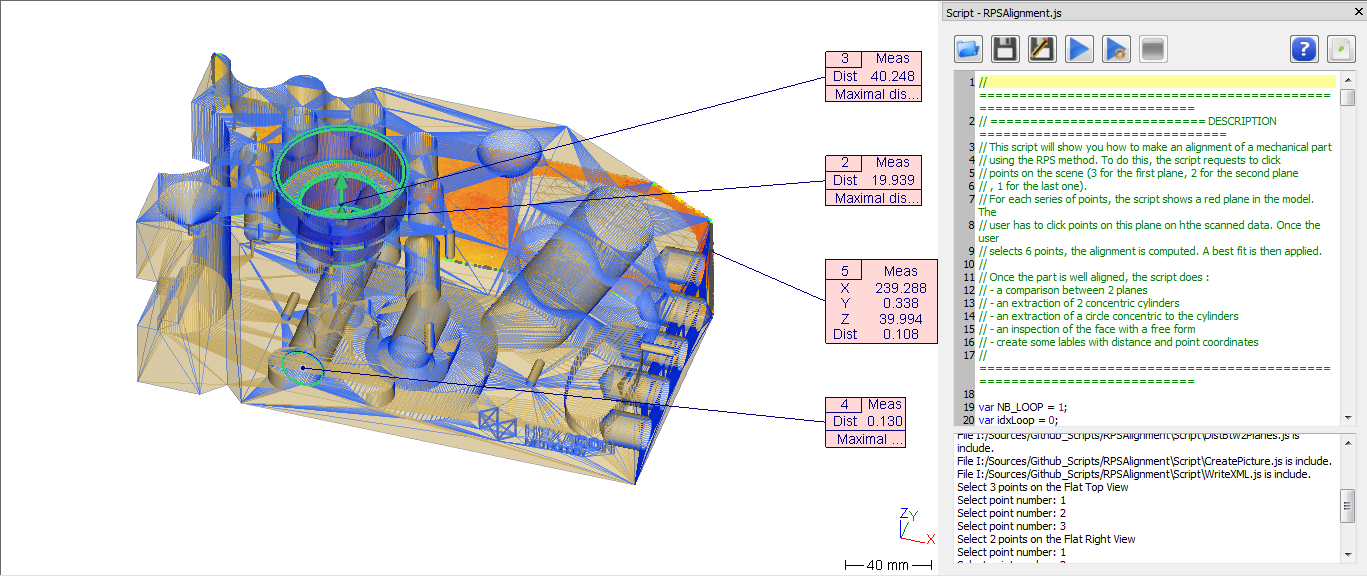 3 Meas
Dist 40.248
Maximal dis...
2 Meas
Dist 19.939
Maximal dis...
5 Meas
X 239.288
Y 0.338
Z 39.994
Dist 0.108
4 Meas
Dist 0.130
Maximal ...
Z
Y
X
40 mm
Script - RPSAlignment.js
1 //
==============================================
============================
2 // =========================== DESCRIPTION
===============================
3 // This script will show you how to make an alignment of a mechanical part
4 // using the RPS method. To do this, the script requests to click
5 // points on the scene (3 for the first plane, 2 for the second plane
6 // , 1 for the last one).
7 // For each series of points, the script shows a red plane in the model.
The
8 // user has to click points on this plane on hthe scanned data. Once the
user
9 // selects 6 points, the alignment is computed. A best fit is then applied.
10 //
11 // Once the part is well aligned, the script does :
12 // - a comparison between 2 planes
13 // - an extraction of 2 concentric cylinders
14 // - an extraction of a circle concentric to the cylinders
15 // - an inspection of the face with a free form
16 // - create some lables with distance and point coordinates
17 //
==============================================
============================
18
19 var NB_LOOP = 1;
20 var idxLoop = 0;
File I:/Sources/Github_Scripts/RPSAlignment\Script\DistBtw2Planes.js is
include.
File I:/Sources/Github_Scripts/RPSAlignment\Script\CreatePicture.js is include.
File I:/Sources/Github_Scripts/RPSAlignment\Script\WriteXML.js is include.
Select 3 points on the Flat Top View
Select point number: 1
Select point number: 2
Select point number: 3
Select 2 points on the Flat Right View
Select point number: 1